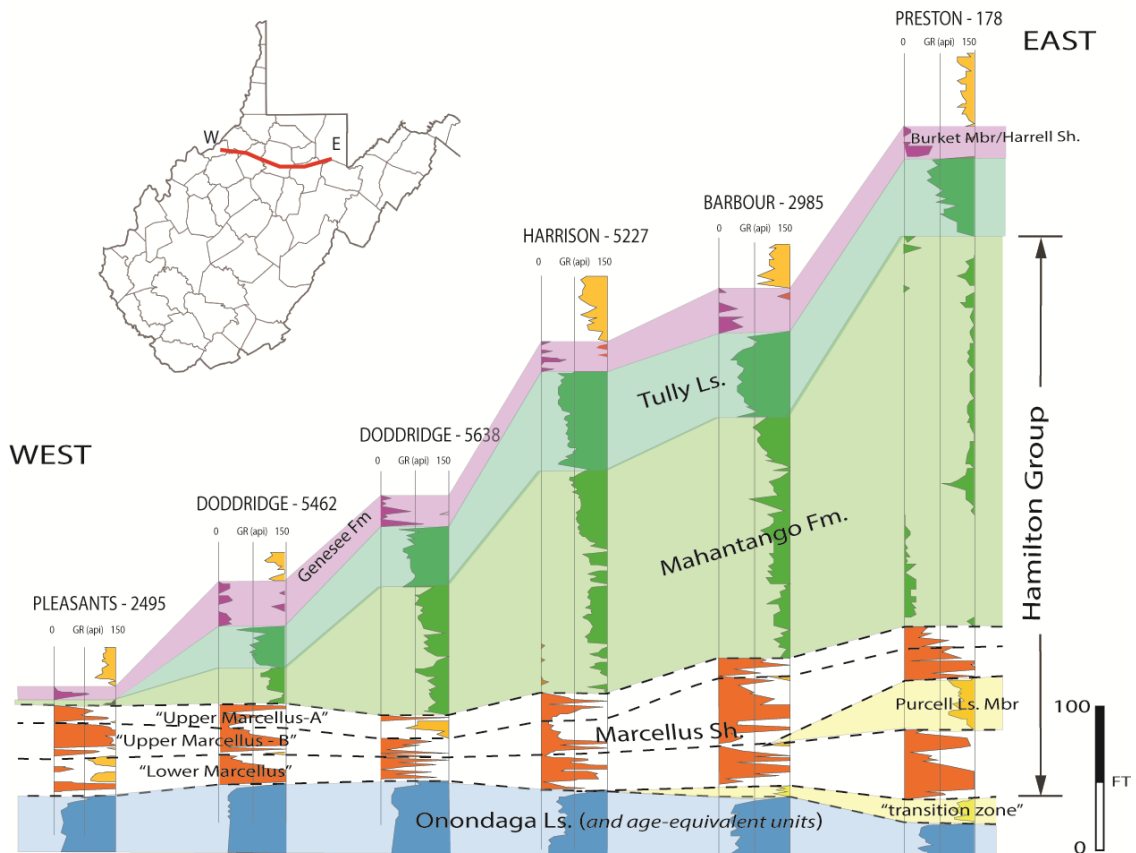 PRESTON - 178
0 GR (api) 150
EAST
W
E
Burket Mbr/Harrell Sh.
BARBOUR - 2985
0 GR (api) 150
HARRISON - 5227
0 GR (api) 150
Tully Ls.
DODDRIDGE - 5638
0 GR (api) 150
WEST
DODDRIDGE - 5462
0 GR (api) 150
Genesee Fm
Mahantango Fm.
Hamilton Group
PLEASANTS - 2495
0 GR (api) 150
"Upper Marcellus-A"
"Upper Marcellus - B"
"Lower Marcellus"
Marcellus Sh.
Purcell Ls. Mbr
100
FT
0
"transition zone"
Onondaga Ls. (and age-equivalent units)